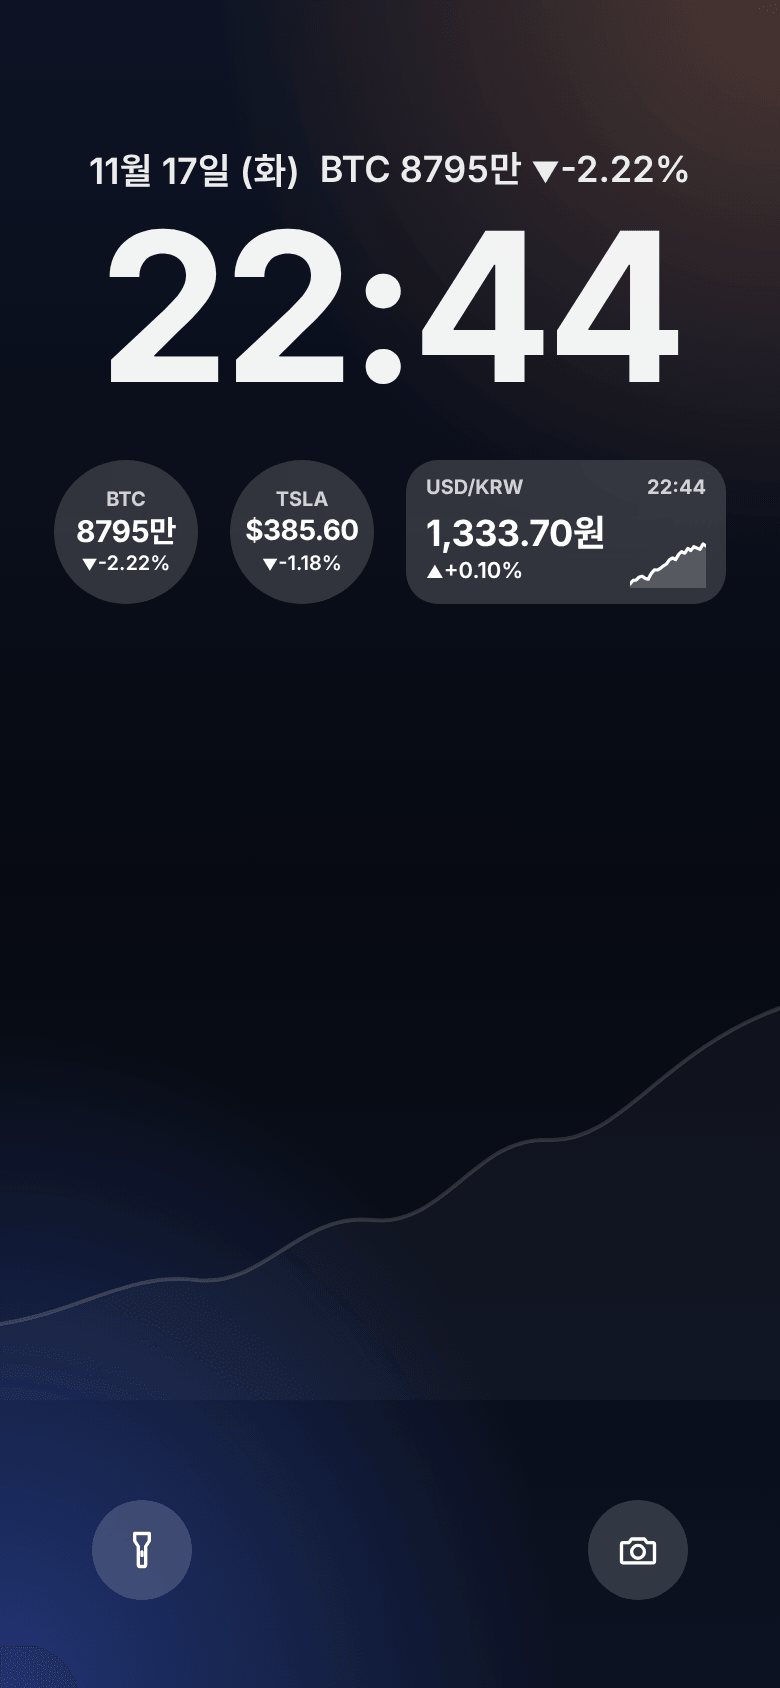 11월 17일 (화) BTC 8795만 ▼-2.22%
22:44
BTC
8795만
▼-2.22%
TSLA
$385.60
▼-1.18%
USD/KRW 22:44
1,333.70원
▲+0.10%